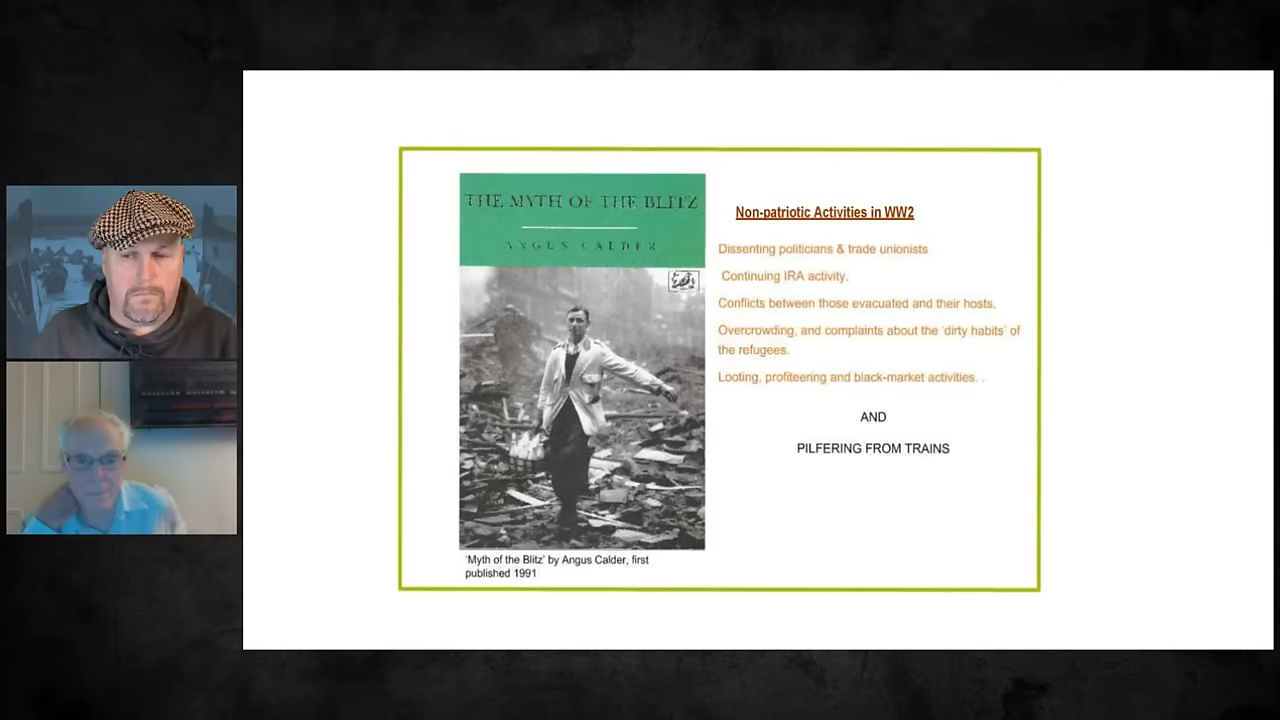 THE MYTH OF THE BLITZ
ANGUS CALDER
'Myth of the Blitz' by Angus Calder, first
published 1991
Non-patriotic Activities in WW2
Dissenting politicians & trade unionists
Continuing IRA activity.
Conflicts between those evacuated and their hosts,
Overcrowding, and complaints about the 'dirty habits' of
the refugees.
Looting, profiteering and black-market activities. .
AND
PILFERING FROM TRAINS